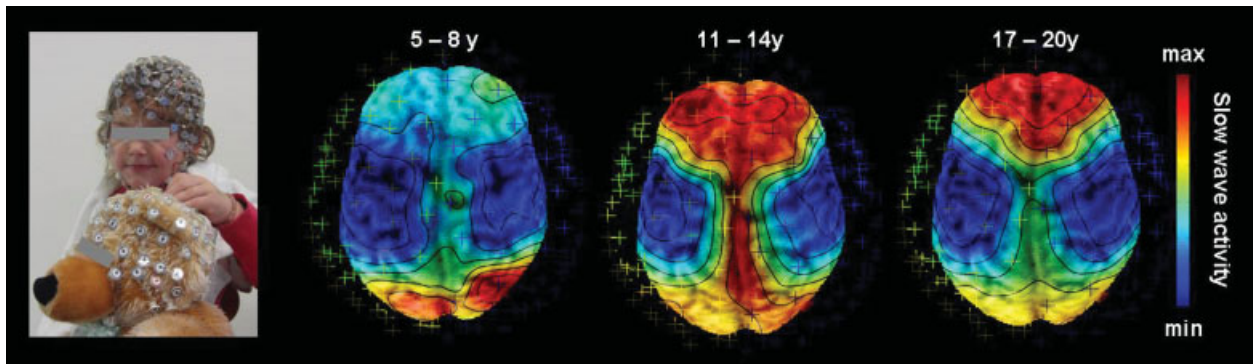 5 – 8 y
11 – 14y
17 – 20y
max
Slow wave activity
min